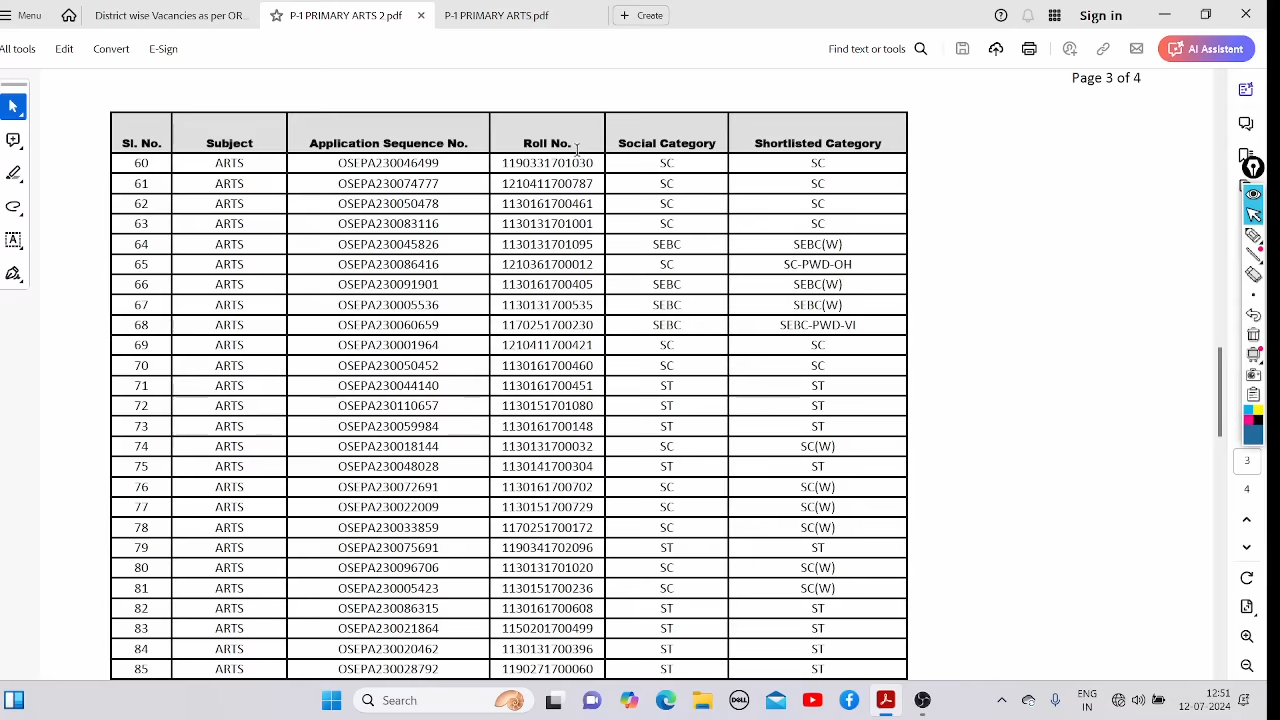 Menu District wise Vacancies as per OR... P-1 PRIMARY ARTS 2.pdf P-1 PRIMARY ARTS.pdf Create Sign in
All tools Edit Convert E-Sign Find text or tools AI Assistant
Page 3 of 4
Sl. No. Subject Application Sequence No. Roll No. Social Category Shortlisted Category
60 ARTS OSEPA230046499 1190331701030 SC SC
61 ARTS OSEPA230074777 1210411700787 SC SC
62 ARTS OSEPA230050478 1130161700461 SC SC
63 ARTS OSEPA230083116 1130131701001 SC SC
64 ARTS OSEPA230045826 1130131701095 SEBC SEBC(W)
65 ARTS OSEPA230086416 1210361700012 SC SC-PWD-OH
66 ARTS OSEPA230091901 1130161700405 SEBC SEBC(W)
67 ARTS OSEPA230005536 1130131700535 SEBC SEBC(W)
68 ARTS OSEPA230060659 1170251700230 SEBC SEBC-PWD-VI
69 ARTS OSEPA230001964 1210411700421 SC SC
70 ARTS OSEPA230050452 1130161700460 SC SC
71 ARTS OSEPA230044140 1130161700451 ST ST
72 ARTS OSEPA230110657 1130151701080 ST ST
73 ARTS OSEPA230059984 1130161700148 ST ST
74 ARTS OSEPA230018144 1130131700032 SC SC(W)
75 ARTS OSEPA230048028 1130141700304 ST ST
76 ARTS OSEPA230072691 1130161700702 SC SC(W)
77 ARTS OSEPA230022009 1130151700729 SC SC(W)
78 ARTS OSEPA230033859 1170251700172 SC SC(W)
79 ARTS OSEPA230075691 1190341702096 ST ST
80 ARTS OSEPA230096706 1130131701020 SC SC(W)
81 ARTS OSEPA230005423 1130151700236 SC SC(W)
82 ARTS OSEPA230086315 1130161700608 ST ST
83 ARTS OSEPA230021864 1150201700499 ST ST
84 ARTS OSEPA230020462 1130131700396 ST ST
85 ARTS OSEPA230028792 1190271700060 ST ST
3
4
Search
ENG
IN
12:51
12-07-2024